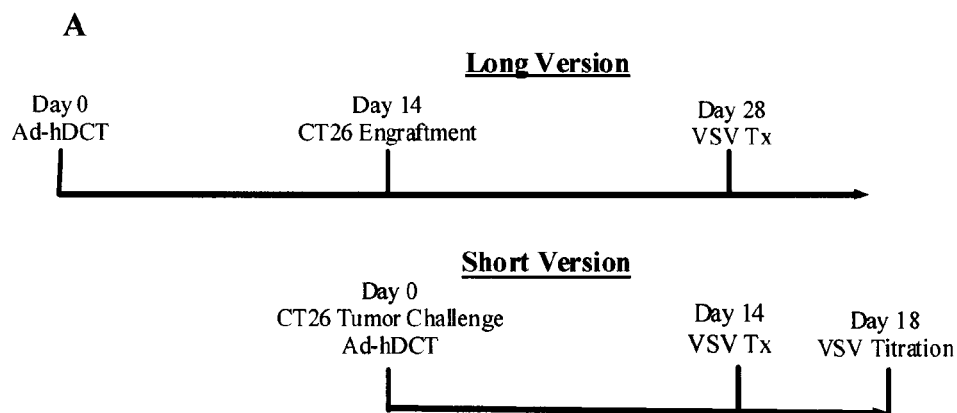 A
Long Version
Day 0
Ad-hDCT
Day 14
CT26 Engraftment
Day 28
VSV Tx
Short Version
Day 0
CT26 Tumor Challenge
Ad-hDCT
Day 14
VSV Tx
Day 18
VSV Titration